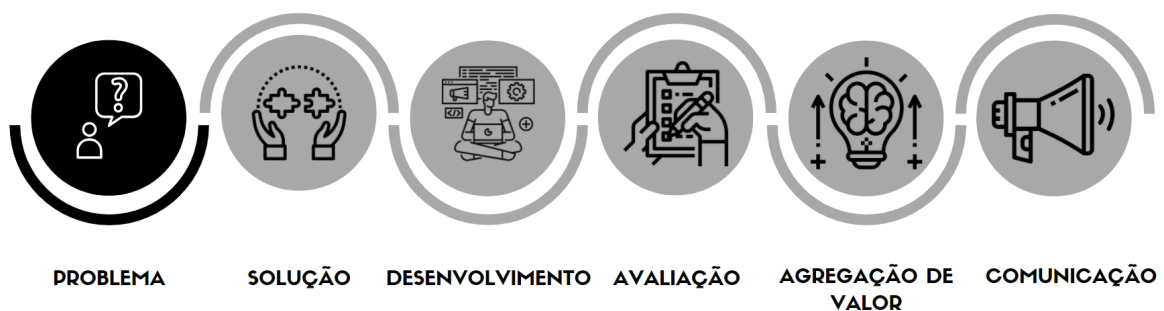 ?
PROBLEMA
SOLUÇÃO
</>
DESENVOLVIMENTO
AVALIAÇÃO
AGREGAÇÃO DE
VALOR
COMUNICAÇÃO